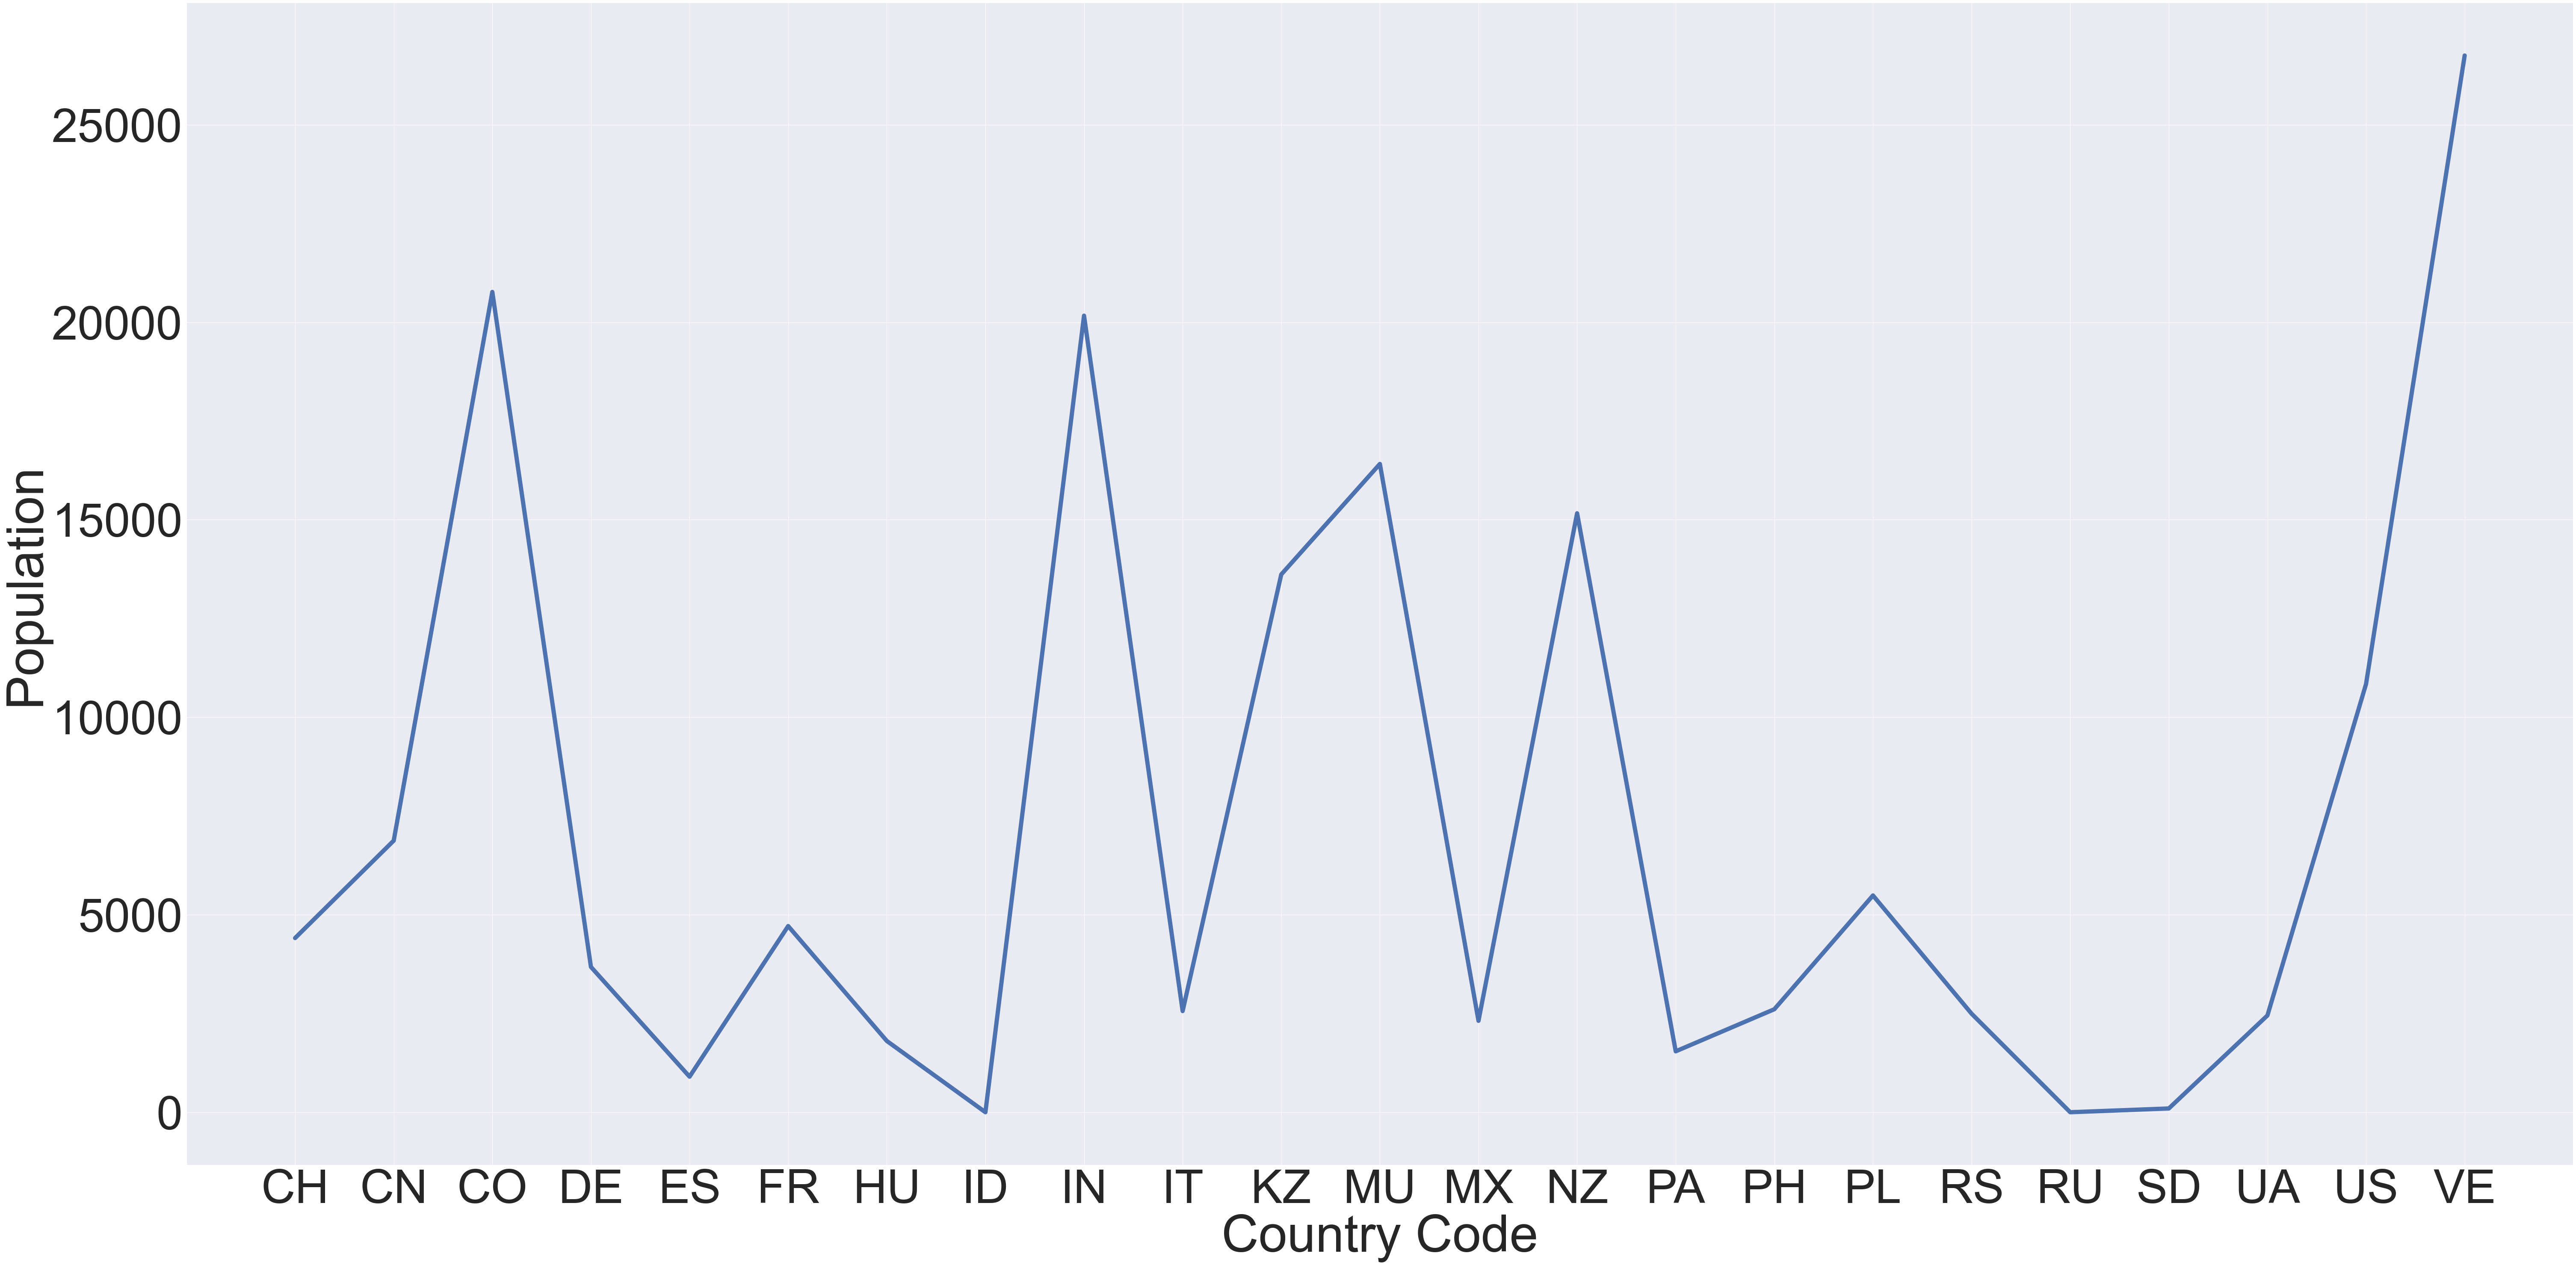 Population
25000
20000
15000
10000
5000
0
CH CN CO DE ES FR HU ID IN IT KZ MU MX NZ PA PH PL RS RU SD UA US VE
Country Code